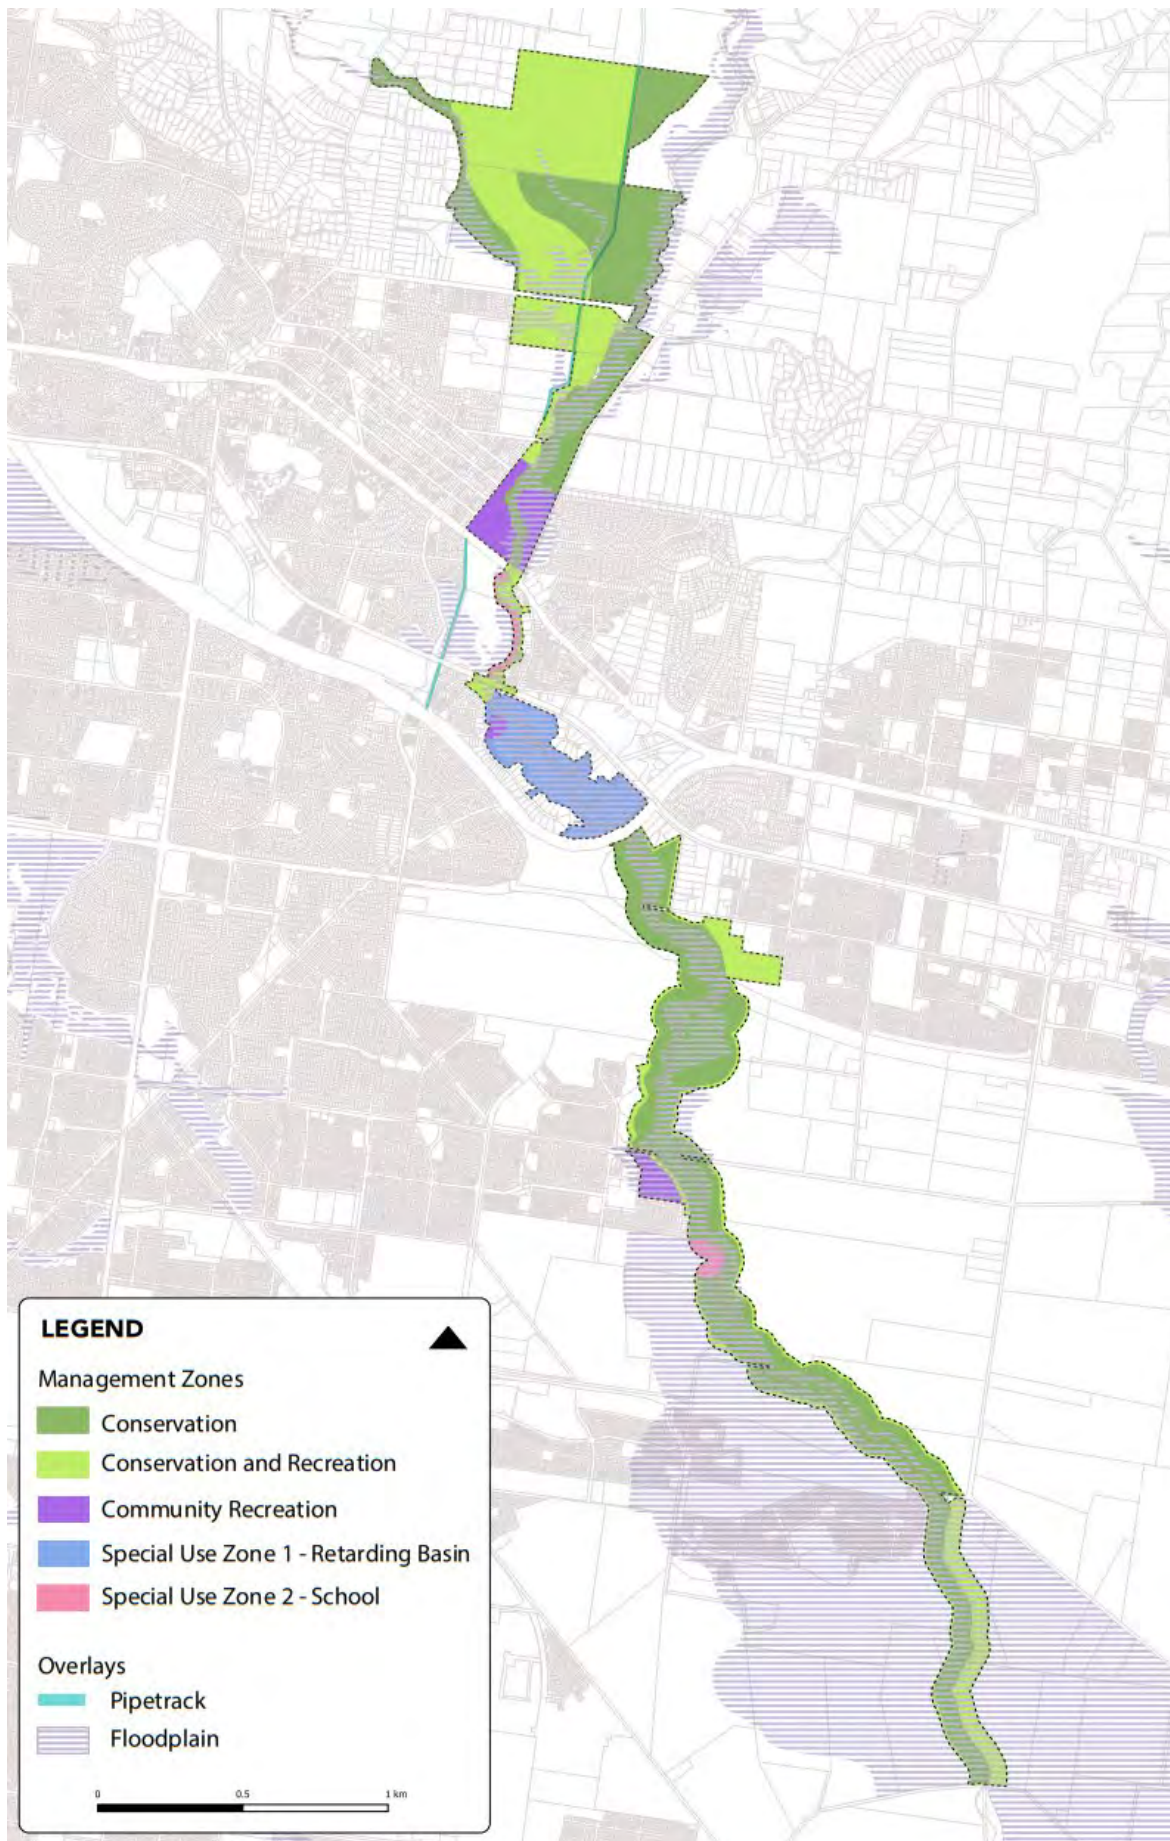 LEGEND
Management Zones
Conservation
Conservation and Recreation
Community Recreation
Special Use Zone 1 - Retarding Basin
Special Use Zone 2 - School
Overlays
Pipetrack
Floodplain
0 0.5 1 km